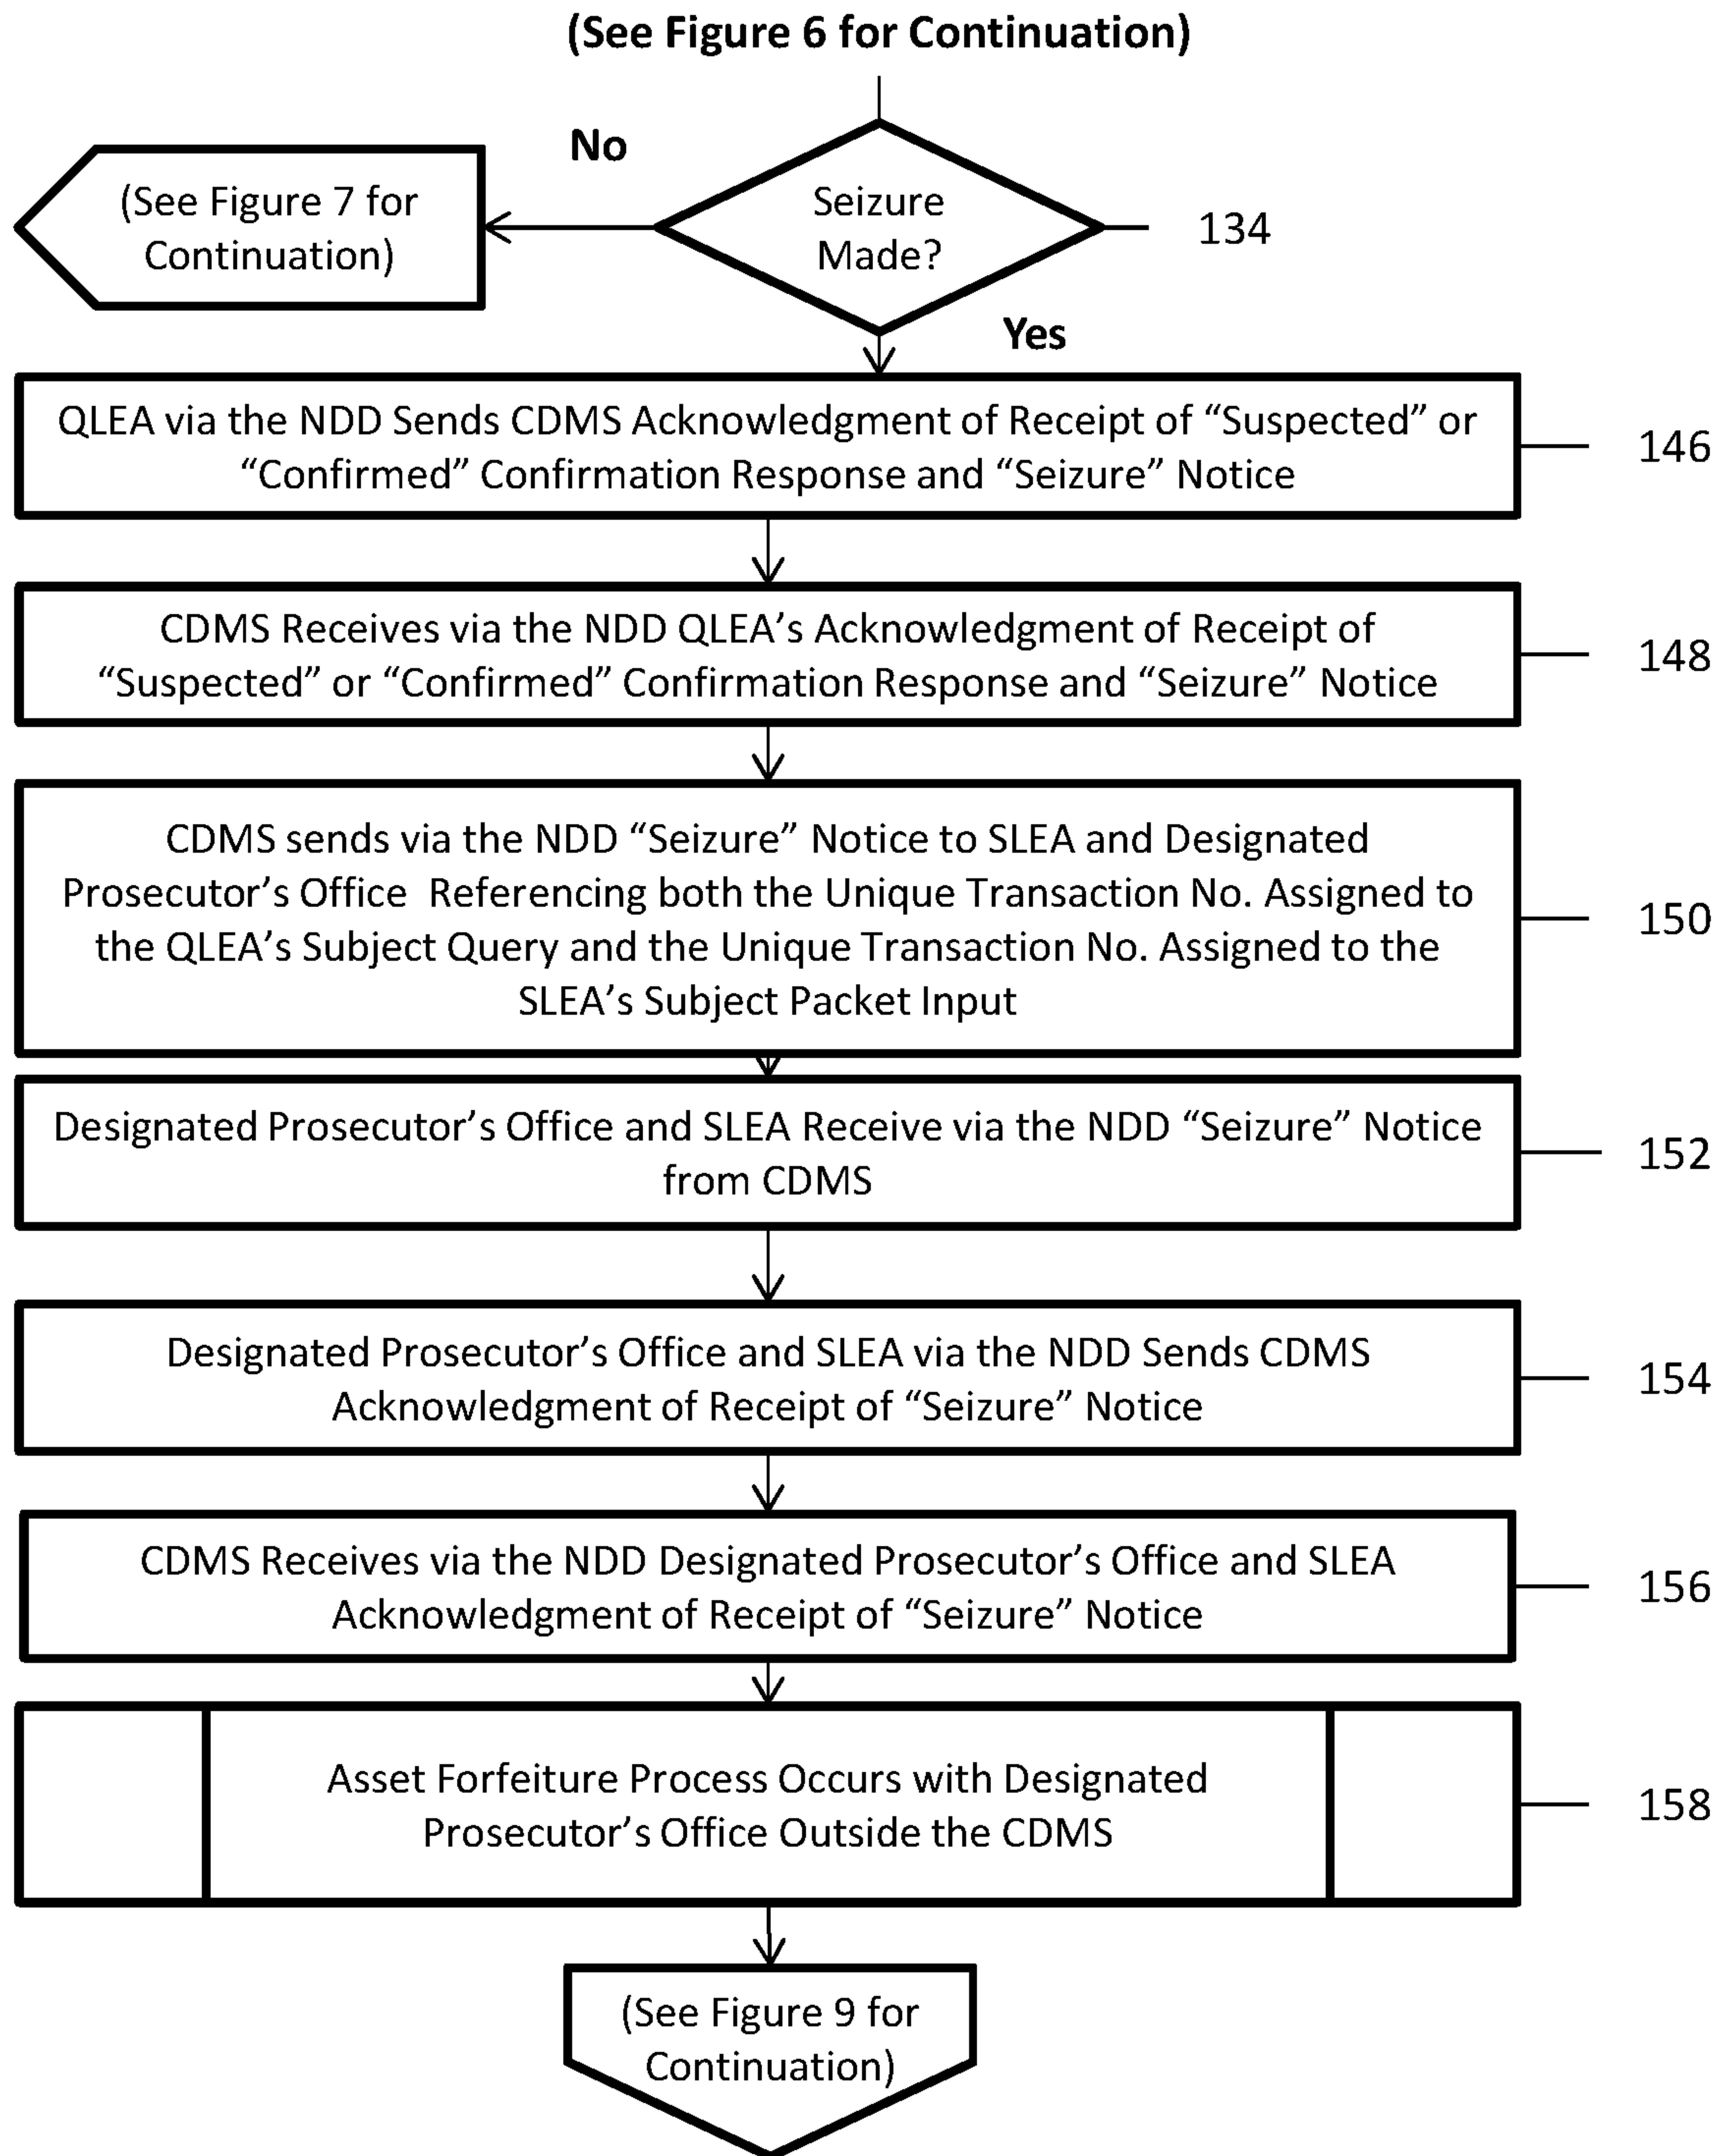 (See Figure 6 for Continuation)
No
(See Figure 7 for
Continuation)
Seizure
Made?
134
Yes
QLEA via the NDD Sends CDMS Acknowledgment of Receipt of “Suspected” or
“Confirmed” Confirmation Response and “Seizure” Notice
146
CDMS Receives via the NDD QLEA’s Acknowledgment of Receipt of
“Suspected” or “Confirmed” Confirmation Response and “Seizure” Notice
148
CDMS sends via the NDD “Seizure” Notice to SLEA and Designated
Prosecutor’s Office Referencing both the Unique Transaction No. Assigned to
the QLEA’s Subject Query and the Unique Transaction No. Assigned to the
SLEA’s Subject Packet Input
150
Designated Prosecutor’s Office and SLEA Receive via the NDD “Seizure” Notice
from CDMS
152
Designated Prosecutor’s Office and SLEA via the NDD Sends CDMS
Acknowledgment of Receipt of “Seizure” Notice
154
CDMS Receives via the NDD Designated Prosecutor’s Office and SLEA
Acknowledgment of Receipt of “Seizure” Notice
156
Asset Forfeiture Process Occurs with Designated
Prosecutor’s Office Outside the CDMS
158
(See Figure 9 for
Continuation)